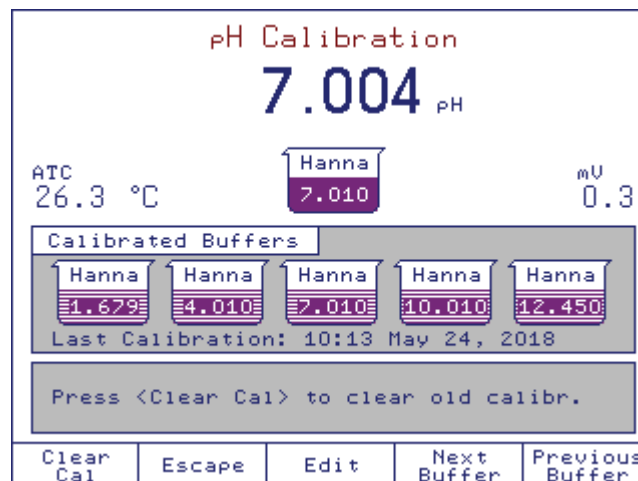 pH Calibration
7.004 pH
ATC
26.3 °C
Hanna
7.010
mV
0.3
Calibrated Buffers
Hanna Hanna Hanna Hanna Hanna
1.679 4.010 7.010 10.010 12.450
Last Calibration: 10:13 May 24, 2018
Press <Clear Cal> to clear old calibr.
Clear Cal
Escape
Edit
Next Buffer
Previous Buffer